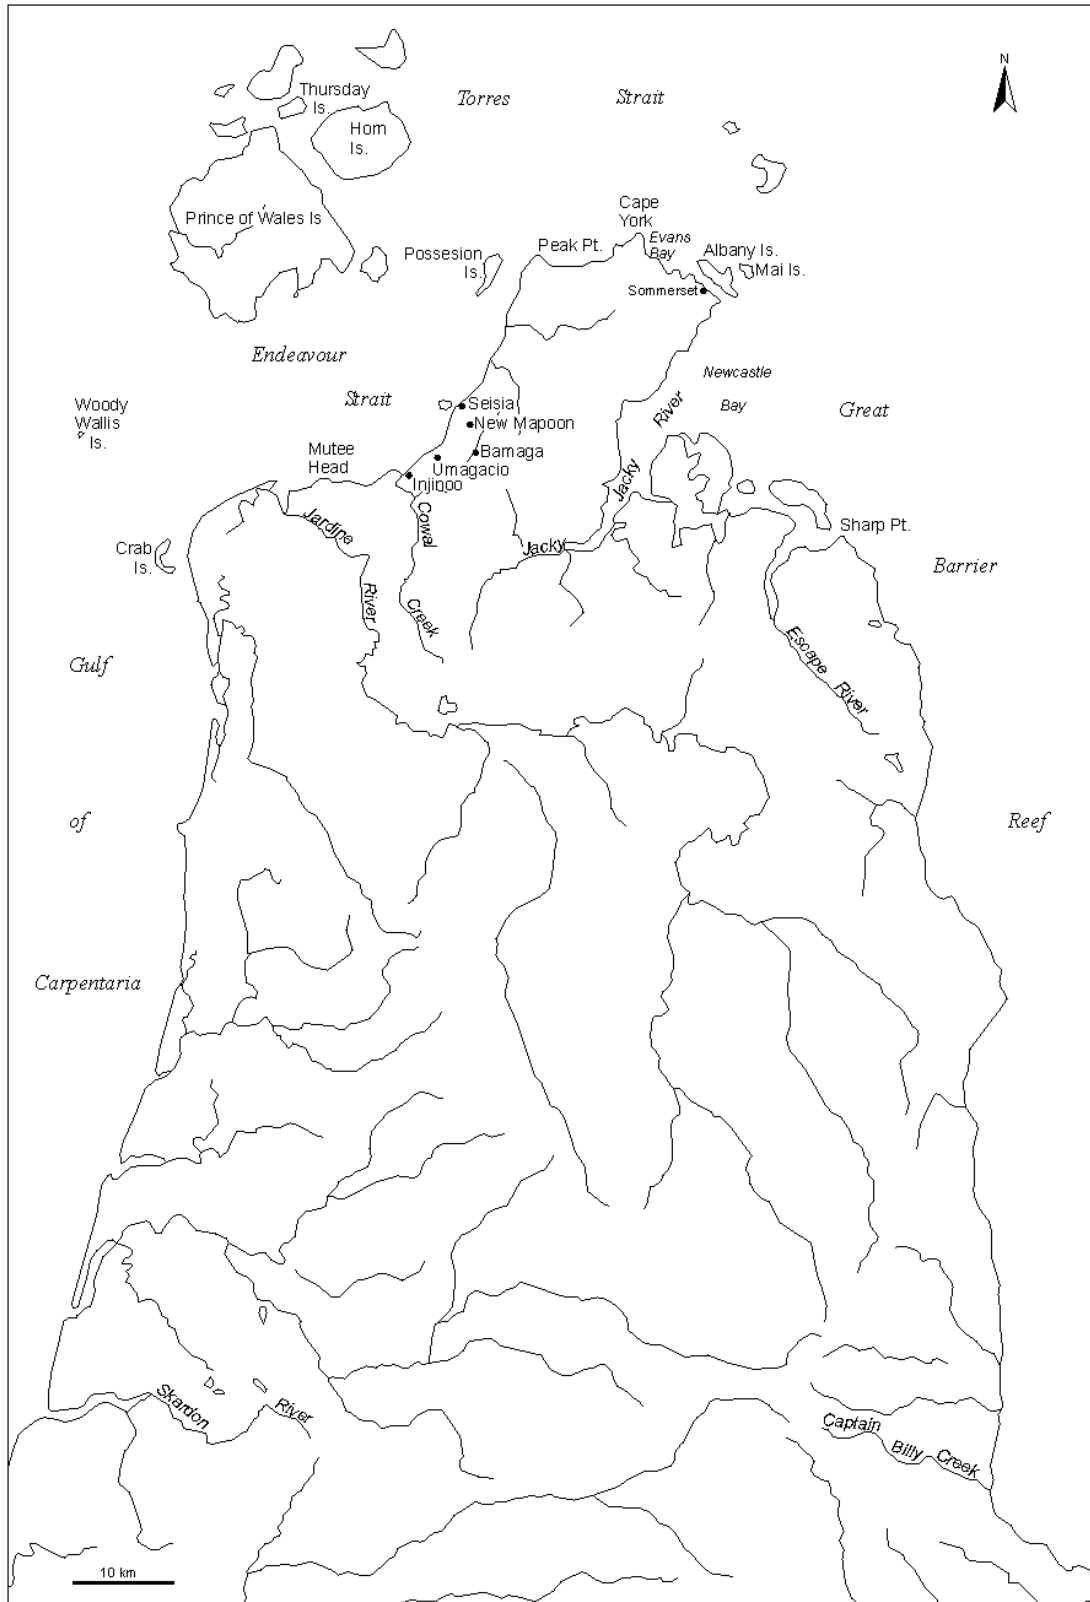 N
Thursday
Is.
Torres
Strait
Horn
Is.
Prince of Wales Is
Cape
York
Evans
Bay
Peak Pt.
Albany Is.
Mai Is.
Possesion
Is.
Sommerset
Endeavour
Strait
Newcastle
Bay
Great
Woody
Wallis
Is.
Seisia
New Mapoon
River
Mutee
Head
Bamaga
Umagacio
Injinoo
Jacky
Jardine
River
Cowal
Creek
Jacky
Sharp Pt.
Crab
Is.
Barrier
Escape River
Gulf
of
Reef
Carpentaria
Skardon
River
Captain
Billy Creek
10 km